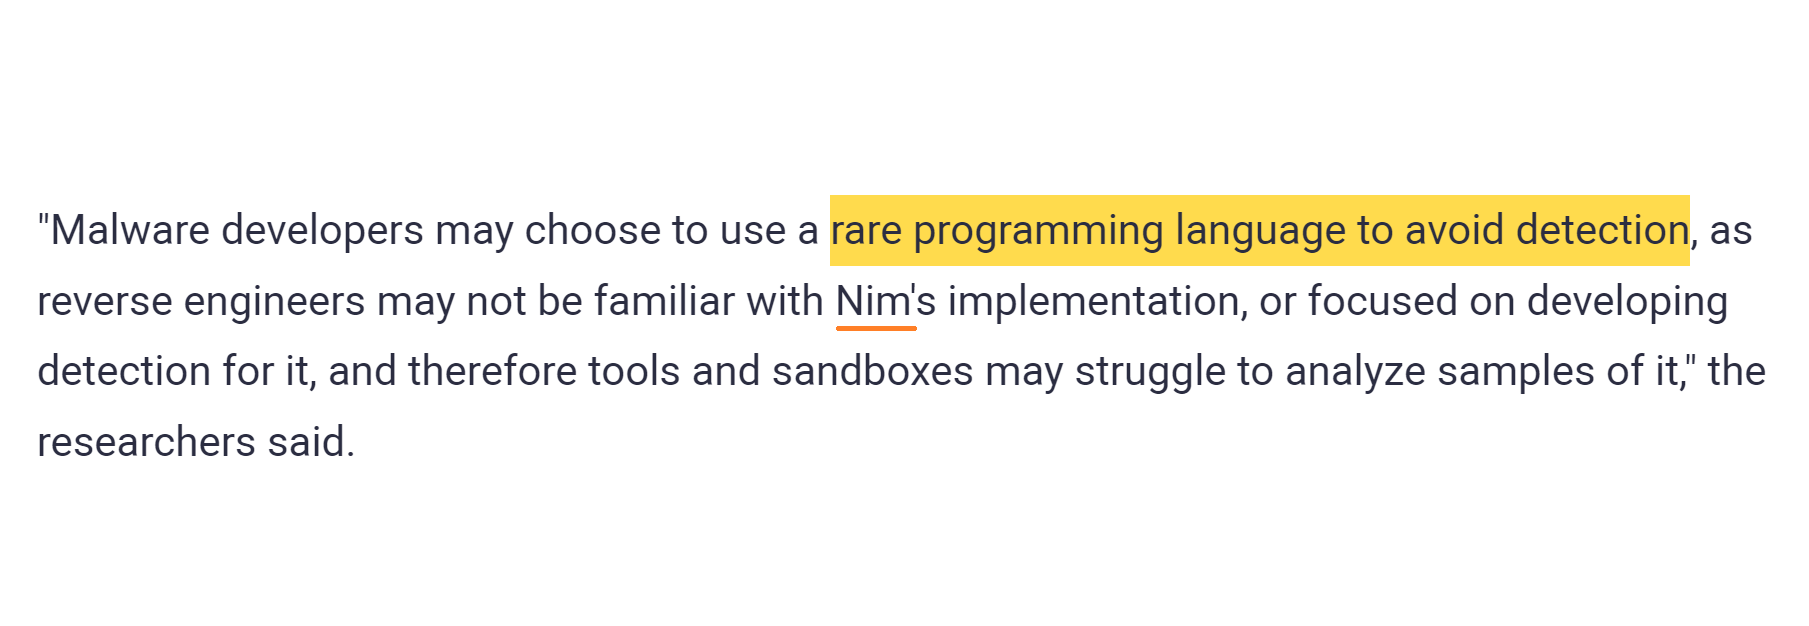 "Malware developers may choose to use a rare programming language to avoid detection, as
reverse engineers may not be familiar with Nim's implementation, or focused on developing
detection for it, and therefore tools and sandboxes may struggle to analyze samples of it," the
researchers said.